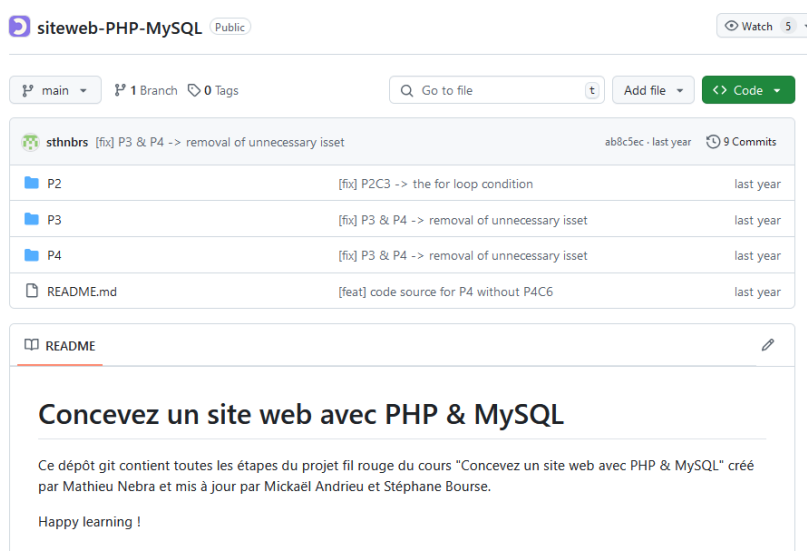 siteweb-PHP-MySQL Public Watch 5
main 1 Branch 0 Tags Go to file t Add file Code
sthnbrs [fix] P3 & P4 -> removal of unnecessary isset ab8c5ec · last year 9 Commits
P2 [fix] P2C3 -> the for loop condition last year
P3 [fix] P3 & P4 -> removal of unnecessary isset last year
P4 [fix] P3 & P4 -> removal of unnecessary isset last year
README.md [feat] code source for P4 without P4C6 last year
README
Concevez un site web avec PHP & MySQL
Ce dépôt git contient toutes les étapes du projet fil rouge du cours "Concevez un site web avec PHP & MySQL" créé
par Mathieu Nebra et mis à jour par Mickaël Andrieu et Stéphane Bourse.
Happy learning !